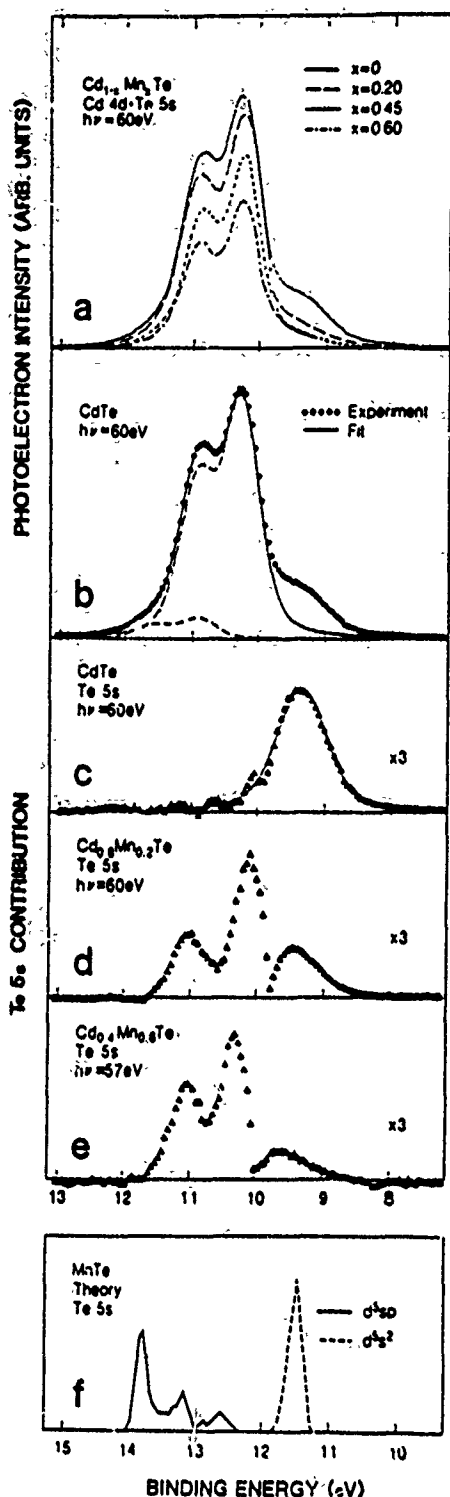 PHOTOELECTRON INTENSITY (ARB. UNITS)
Te 5s CONTRIBUTION
Cd1-xMnxTe
Cd 4d+Te 5s
hν=60eV
x=0
x=0.20
x=0.45
x=0.60
a
CdTe
hν=60eV
Experiment
Fit
b
CdTe
Te 5s
hν=60eV
c
x3
Cd0.8Mn0.2Te
Te 5s
hν=60eV
d
x3
Cd0.4Mn0.6Te
Te 5s
hν=57eV
e
x3
13 12 11 10 9 8
MnTe
Theory
Te 5s
d5sp
d5s2
f
15 14 13 12 11 10
BINDING ENERGY (eV)